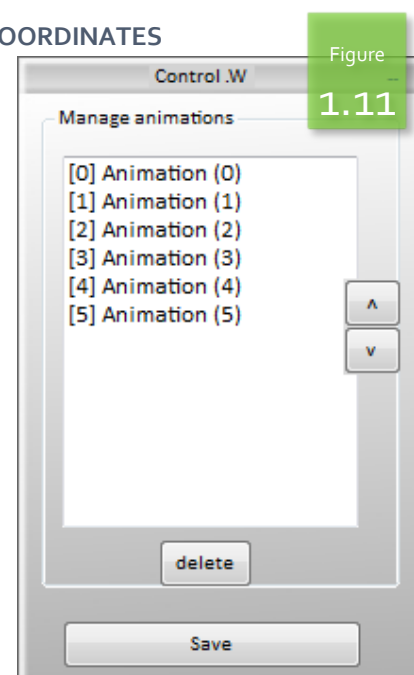 OORDINATES
Figure
1.11
Control .W
Manage animations
[0] Animation (0)
[1] Animation (1)
[2] Animation (2)
[3] Animation (3)
[4] Animation (4)
[5] Animation (5)
^
v
delete
Save